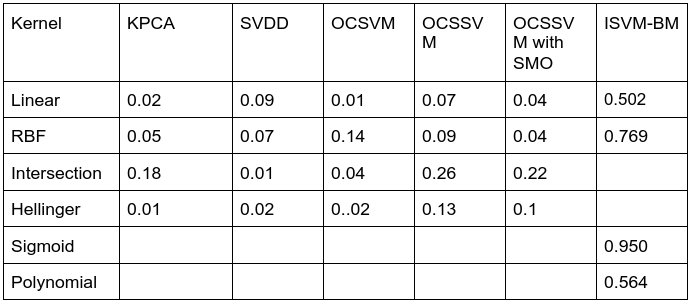 Kernel KPCA SVDD OCSVM OCSSV OCSSV ISVM-BM
M M with
SMO
Linear 0.02 0.09 0.01 0.07 0.04 0.502
RBF 0.05 0.07 0.14 0.09 0.04 0.769
Intersection 0.18 0.01 0.04 0.26 0.22
Hellinger 0.01 0.02 0..02 0.13 0.1
Sigmoid 0.950
Polynomial 0.564